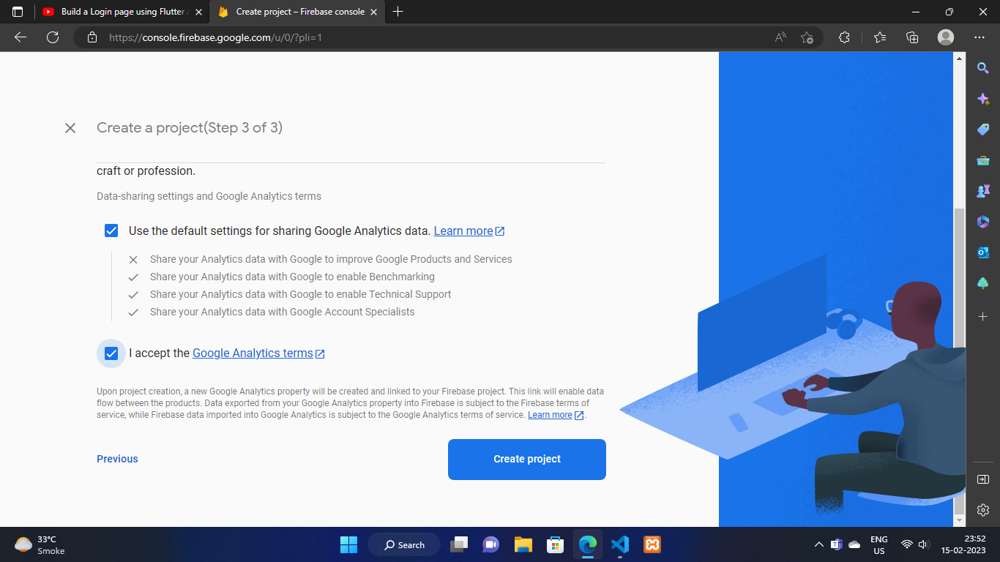 Build a Login page using Flutter a
Create project – Firebase console
https://console.firebase.google.com/u/0/?pli=1
Create a project(Step 3 of 3)
craft or profession.
Data-sharing settings and Google Analytics terms
Use the default settings for sharing Google Analytics data. Learn more
Share your Analytics data with Google to improve Google Products and Services
Share your Analytics data with Google to enable Benchmarking
Share your Analytics data with Google to enable Technical Support
Share your Analytics data with Google Account Specialists
I accept the Google Analytics terms
Upon project creation, a new Google Analytics property will be created and linked to your Firebase project. This link will enable data
flow between the products. Data exported from your Google Analytics property into Firebase is subject to the Firebase terms of
service, while Firebase data imported into Google Analytics is subject to the Google Analytics terms of service. Learn more.
Previous
Create project
33°C
Smoke
Search
ENG
US
23:52
15-02-2023